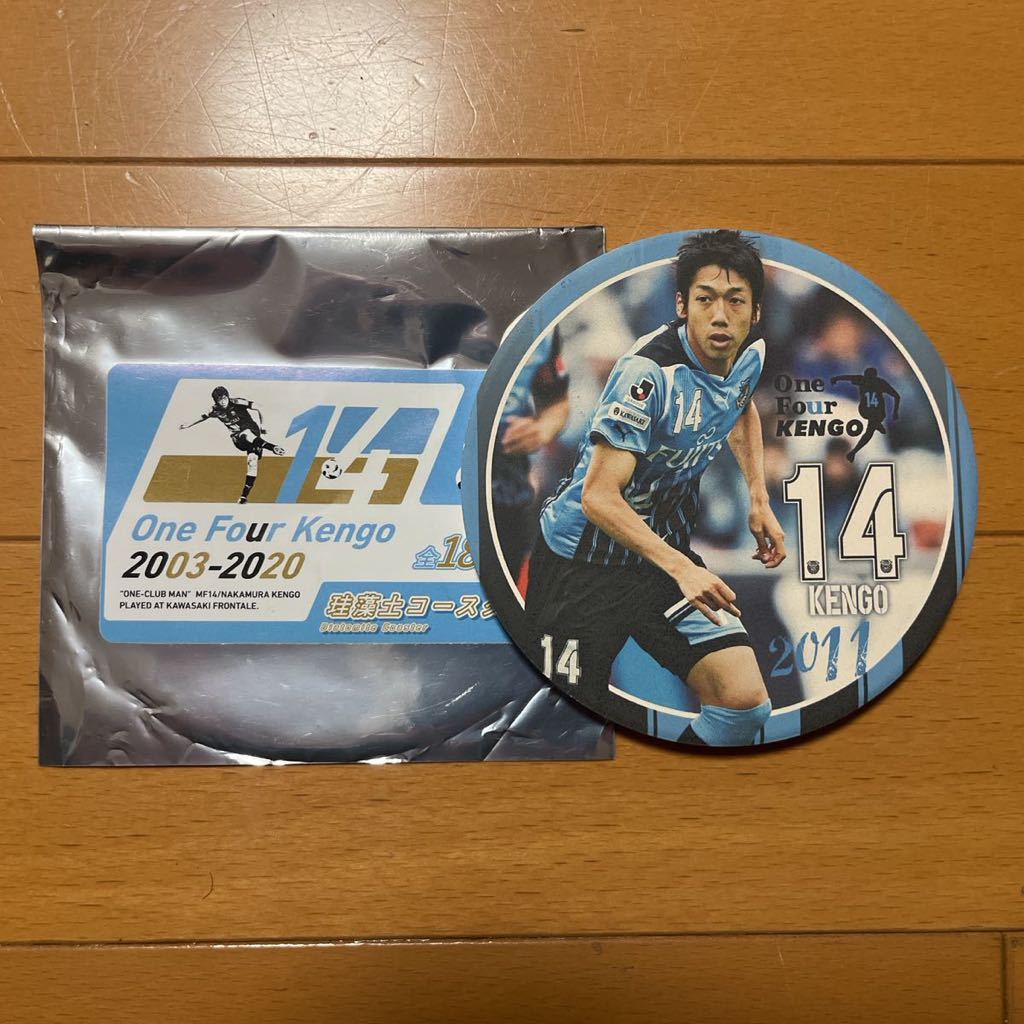 14
One Four Kengo
2003-2020
全18
"ONE-CLUB MAN" MF14/NAKAMURA KENGO
PLAYED AT KAWASAKI FRONTALE.
珪藻土コースタ
Diatomite Coaster
KAWASAKI
14
FUJITSU
One
Four
KENGO
14
14
KENGO
2011
14